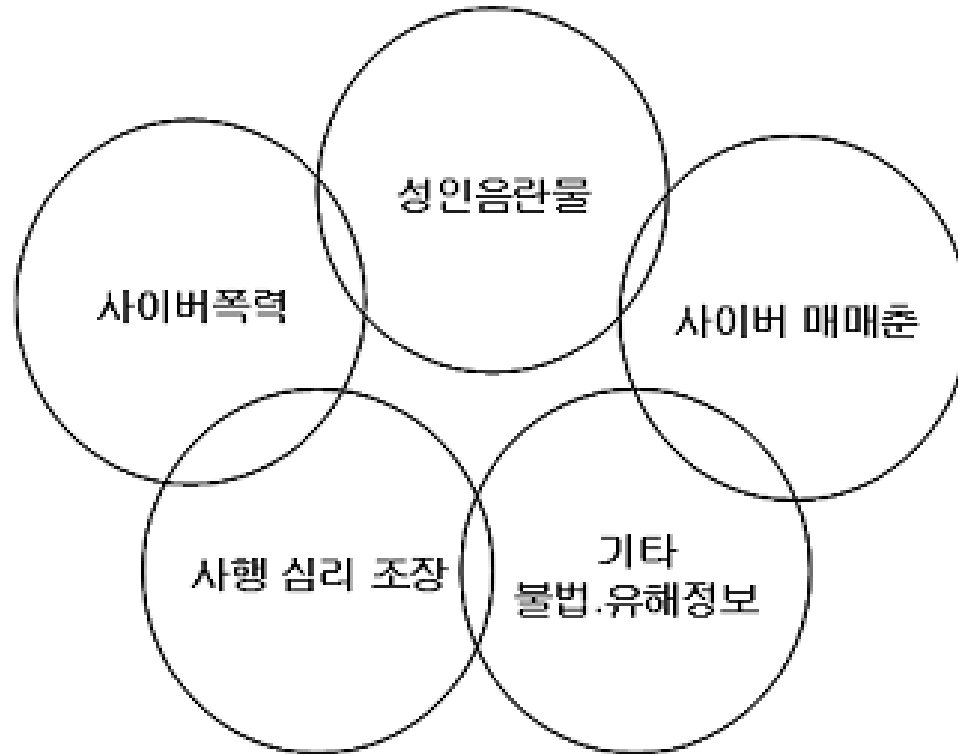 성인음란물
사이버폭력
사이버 매매춘
사행 심리 조장
기타
불법.유해정보